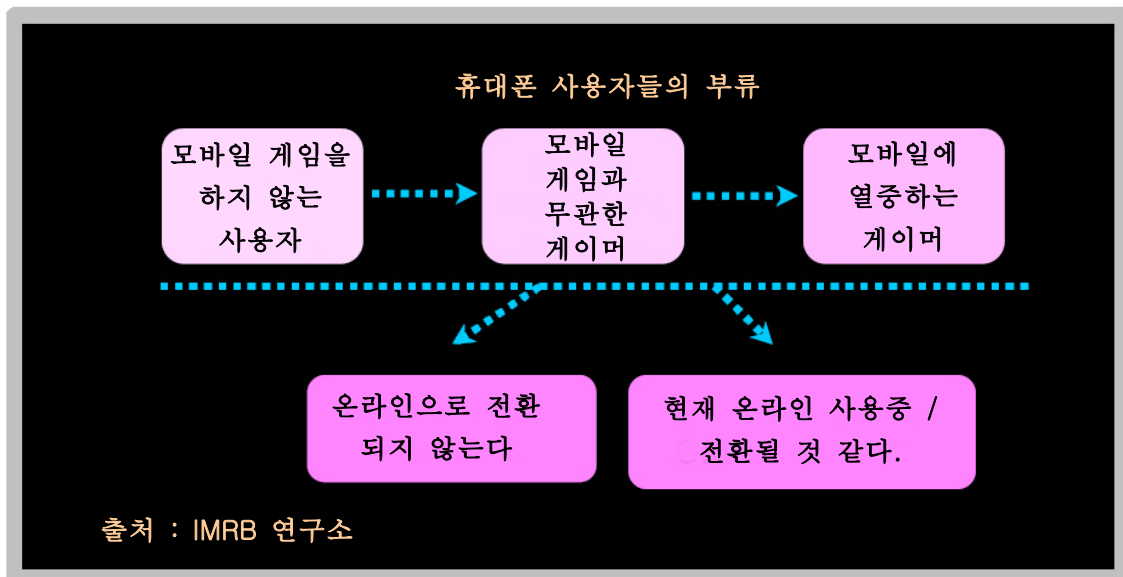 휴대폰 사용자들의 부류
모바일 게임을
하지 않는
사용자
모바일
게임과
무관한
게이머
모바일에
열중하는
게이머
온라인으로 전환
되지 않는다
현재 온라인 사용중 /
전환될 것 같다.
출처 : IMRB 연구소